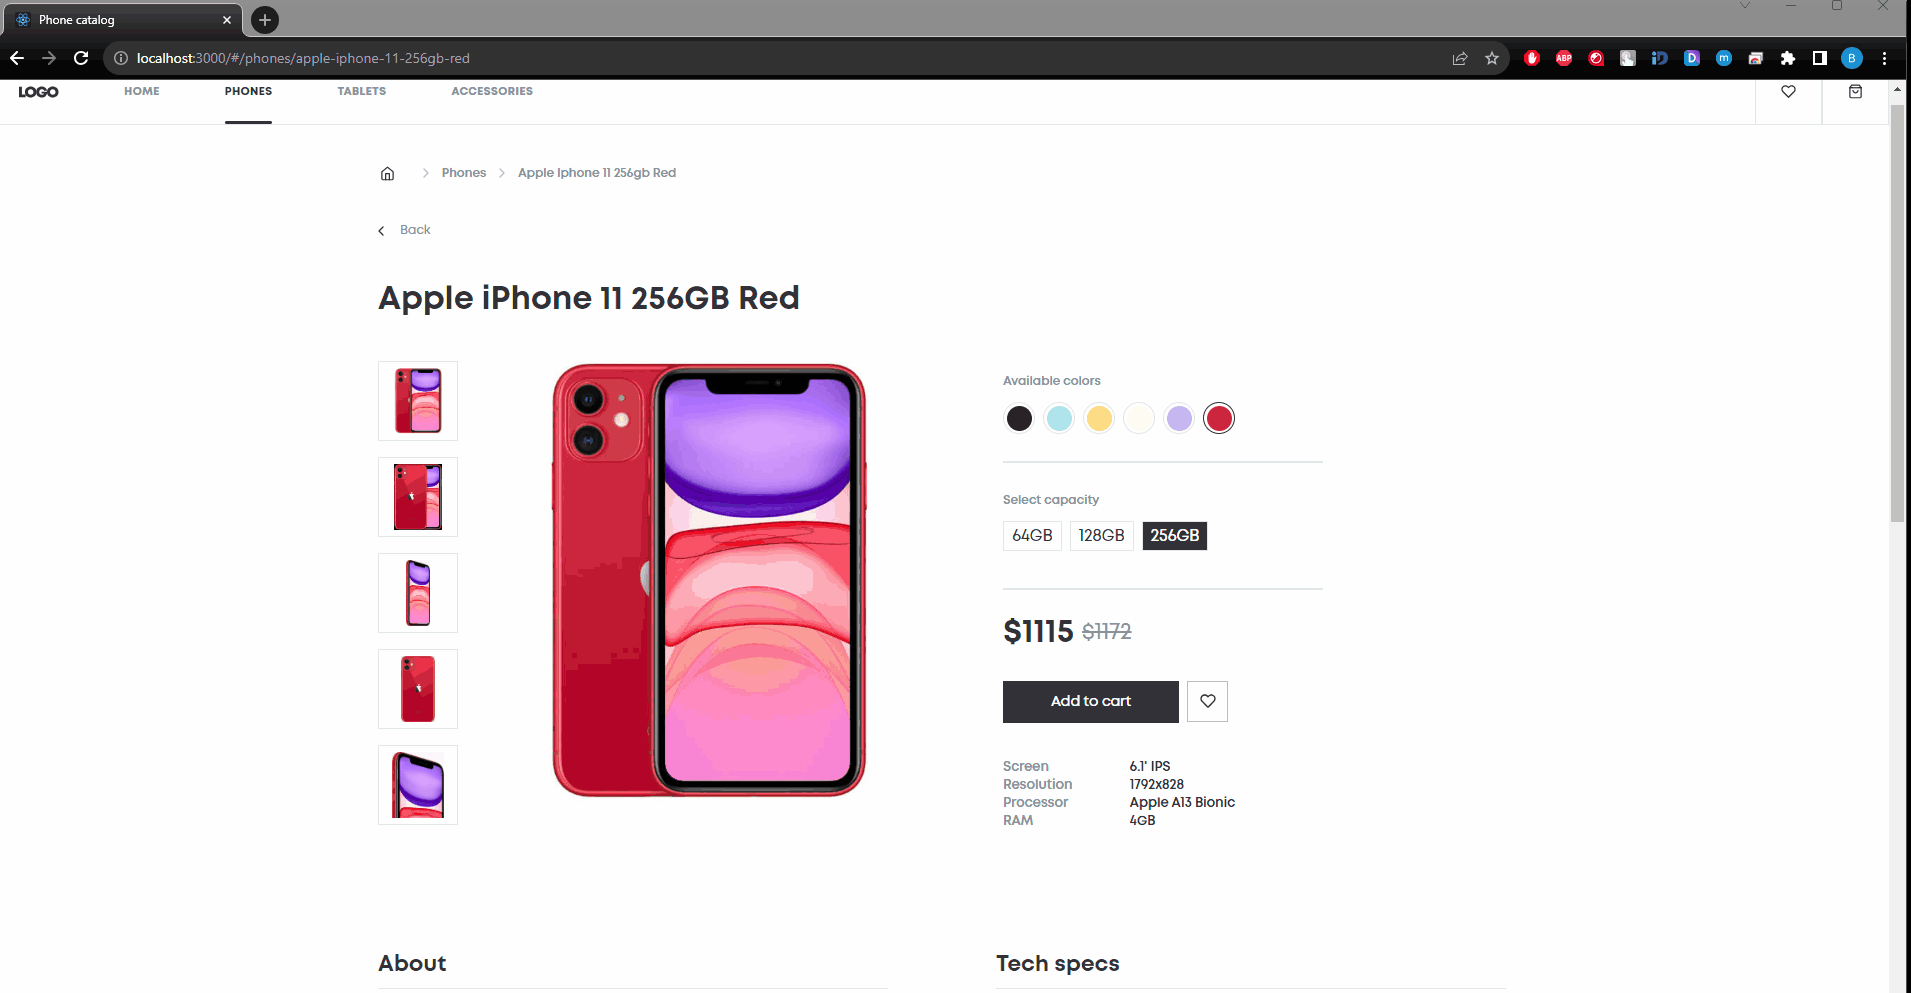 Phone catalog
localhost:3000/#/phones/apple-iphone-11-256gb-red
ABP
iD
D
m
B
LOGO
HOME
PHONES
TABLETS
ACCESSORIES
Phones
Apple Iphone 11 256gb Red
Back
Apple iPhone 11 256GB Red
Available colors
Select capacity
64GB 128GB 256GB
$1115 $1172
Add to cart
Screen 6.1' IPS
Resolution 1792x828
Processor Apple A13 Bionic
RAM 4GB
About
Tech specs